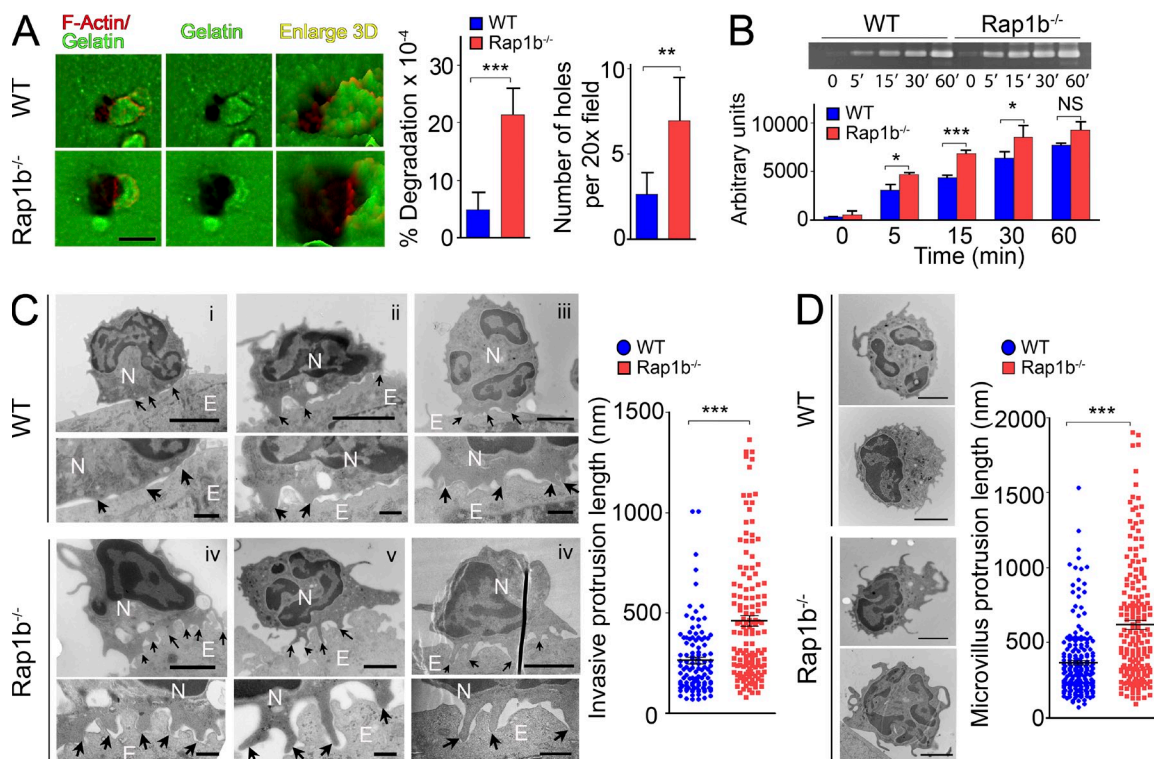 A
F-Actin/
Gelatin
Gelatin
Enlarge 3D
WT
Rap1b-/-
% Degradation x 10-4
30
20
10
0
WT
Rap1b-/-
***
Number of holes
per 20x field
10
5
0
**
B
WT
Rap1b-/-
0 5′ 15′ 30′ 60′ 0 5′ 15′ 30′ 60′
WT
Rap1b-/-
Arbitrary units
10000
5000
0
* *** * NS
0 5 15 30 60
Time (min)
C
WT
i
N
E
ii
N
E
iii
N
E
N
E
N
E
N
E
Rap1b-/-
iv
N
E
v
N
E
iv
N
E
N
E
N
E
N
E
WT
Rap1b-/-
***
Invasive protrusion length (nm)
1500
1000
500
0
D
WT
Rap1b-/-
WT
Rap1b-/-
***
Microvillus protrusion length (nm)
2000
1500
1000
500
0